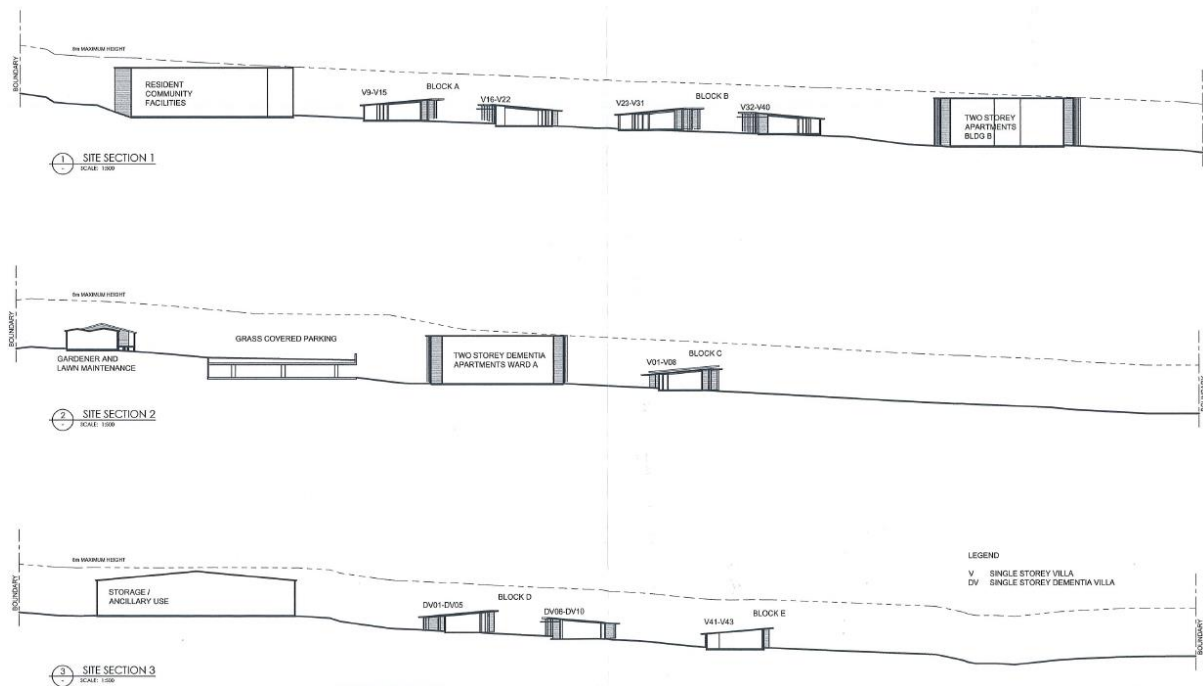 BOUNDARY
MAXIMUM HEIGHT
RESIDENT
COMMUNITY
FACILITIES
V9-V15
BLOCK A
V16-V22
V23-V31
BLOCK B
V32-V40
TWO STOREY
APARTMENTS
BLDG B
1
SITE SECTION 1
SCALE: 1:500
BOUNDARY
MAXIMUM HEIGHT
GARDENER AND
LAWN MAINTENANCE
GRASS COVERED PARKING
TWO STOREY DEMENTIA
APARTMENTS WARD A
V01-V08
BLOCK C
2
SITE SECTION 2
SCALE: 1:500
BOUNDARY
MAXIMUM HEIGHT
STORAGE /
ANCILLARY USE
DV01-DV05
BLOCK D
DV06-DV10
V41-V43
BLOCK E
BOUNDARY
LEGEND
V SINGLE STOREY VILLA
DV SINGLE STOREY DEMENTIA VILLA
3
SITE SECTION 3
SCALE: 1:500